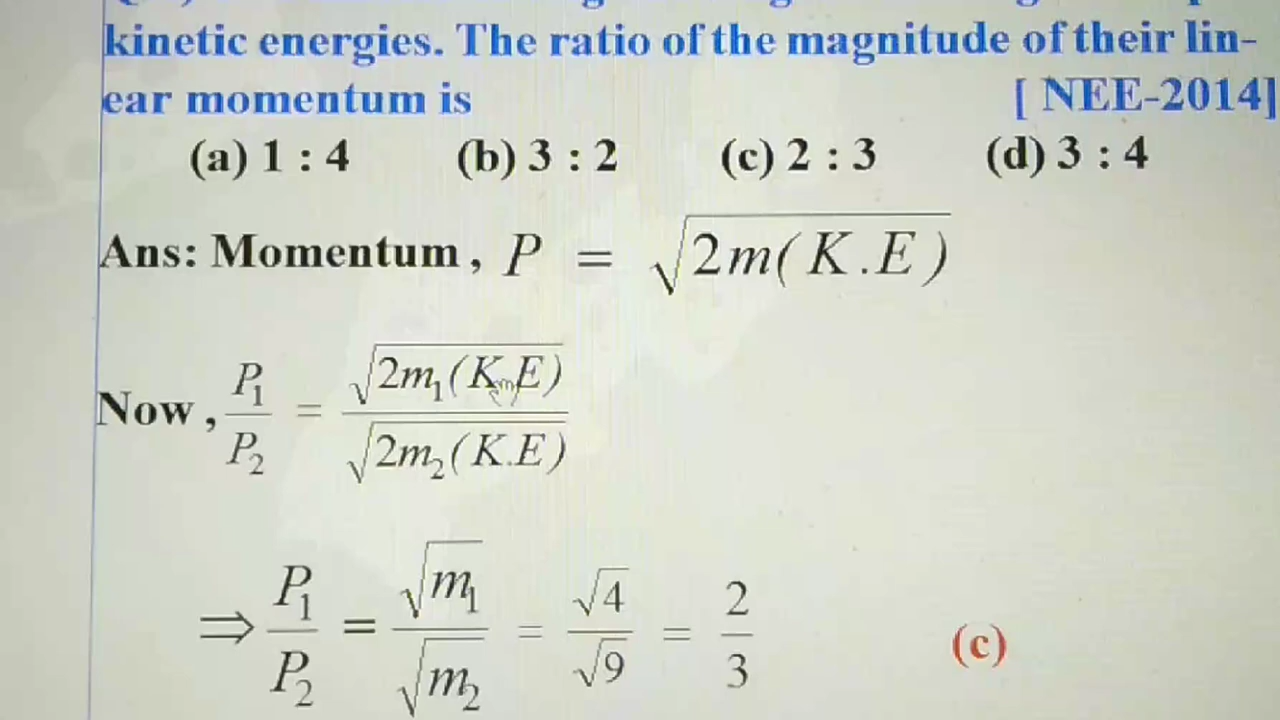 kinetic energies. The ratio of the magnitude of their lin-
ear momentum is [ NEE-2014]
(a) 1 : 4 (b) 3 : 2 (c) 2 : 3 (d) 3 : 4
Ans: Momentum , P = √2m( K .E )
Now , P₁/P₂ = √2m₁(K.E) / √2m₂(K.E)
⇒ P₁/P₂ = √m₁/√m₂ = √4/√9 = 2/3 (c)